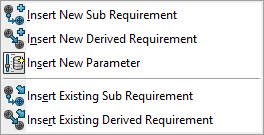 Insert New Sub Requirement
Insert New Derived Requirement
Insert New Parameter
Insert Existing Sub Requirement
Insert Existing Derived Requirement